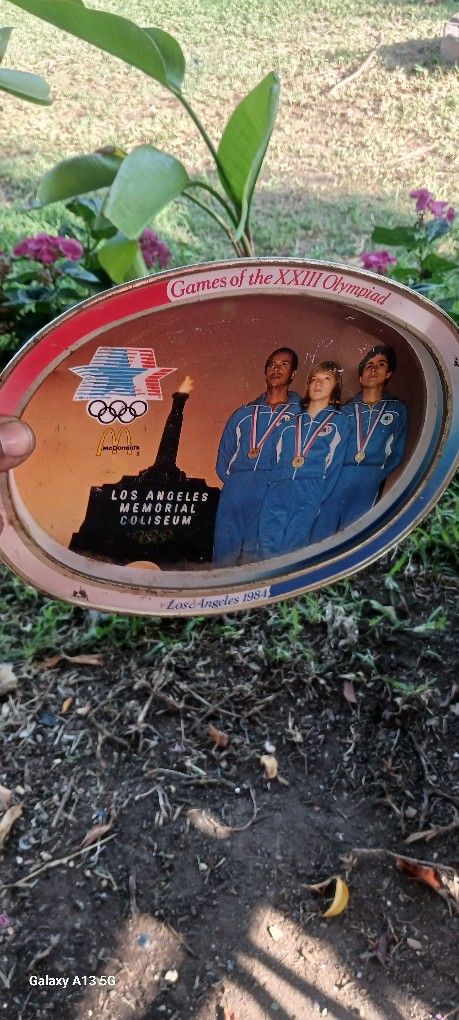 Games of the XXIII Olympiad
McDonald's
LOS ANGELES
MEMORIAL
COLISEUM
Los Angeles 1984
Galaxy A13 5G